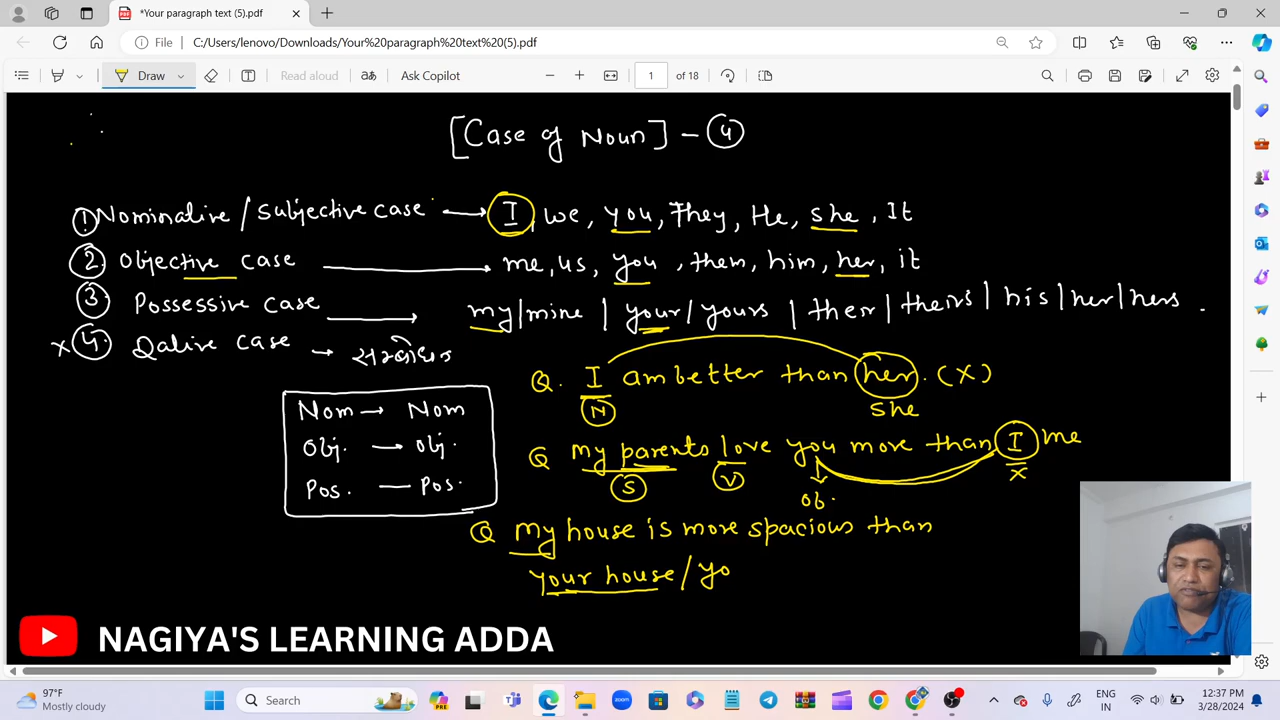 *Your paragraph text (5).pdf
File C:/Users/lenovo/Downloads/Your%20paragraph%20text%20(5).pdf
Draw Read aloud Ask Copilot 1 of 18
[Case of Noun] - 4
1 Nominative / Subjective case → I, we, you, They, He, she, It
2 Objective case → me, us, you, them, him, her, it
3 Possessive case → my|mine | your/yours | their| theirs | his | her | hers.
x 4. Dative case →
Nom → Nom
Obj. → Obj.
Pos. — Pos.
Q. I am better than her. (X)
N she
Q My parents love you more than I me
S V ob. x
Q My house is more spacious than
your house / yo
NAGIYA'S LEARNING ADDA
97°F
Mostly cloudy
Search
ENG
IN
12:37 PM
3/28/2024